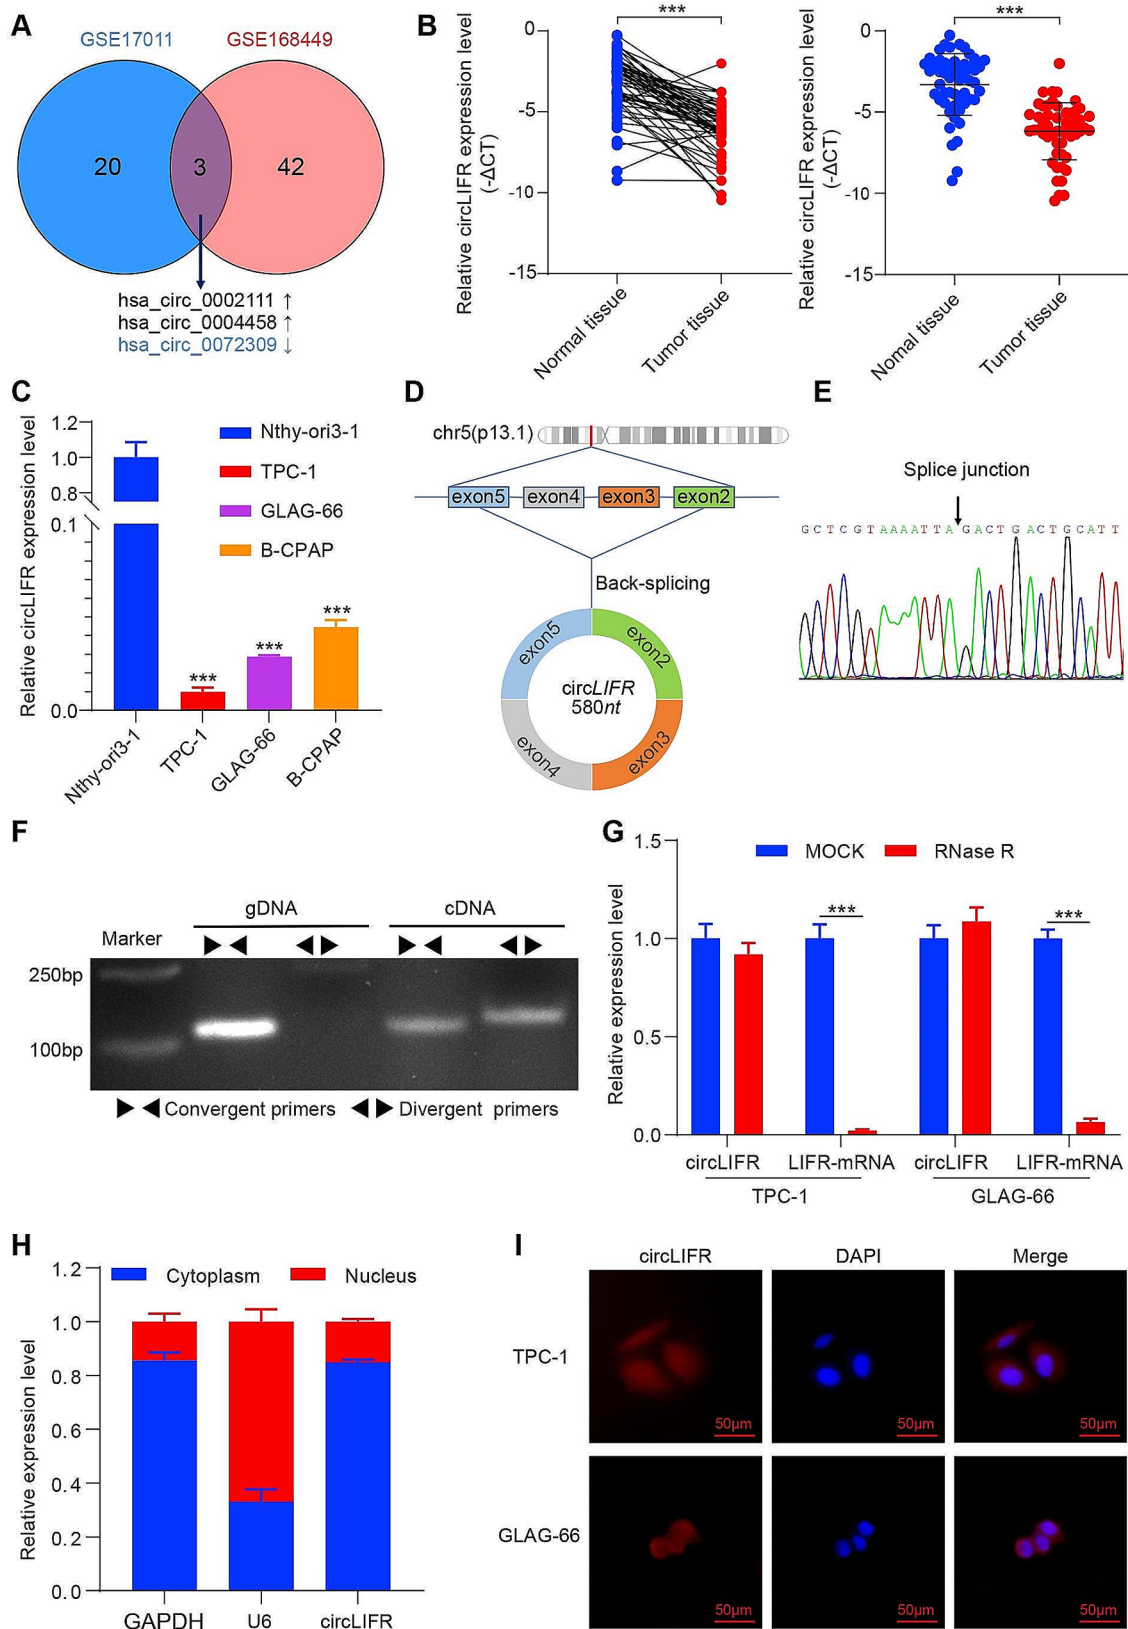 A
GSE17011
GSE168449
20
3
42
hsa_circ_0002111 ↑
hsa_circ_0004458 ↑
hsa_circ_0072309 ↓
B
Relative circLIFR expression level
(-ΔCT)
***
0
-5
-10
-15
Normal tissue
Tumor tissue
Relative circLIFR expression level
(-ΔCT)
***
0
-5
-10
-15
Nomal tissue
Tumor tissue
C
Relative circLIFR expression level
1.2
1.0
0.8
0.1
0.0
Nthy-ori3-1
TPC-1
GLAG-66
B-CPAP
***
***
***
Nthy-ori3-1
TPC-1
GLAG-66
B-CPAP
D
chr5(p13.1)
exon5
exon4
exon3
exon2
Back-splicing
exon5
exon2
circLIFR
580nt
exon4
exon3
E
Splice junction
GCTCGTAAAATTAGACTGACTGCATT
F
gDNA
cDNA
Marker
250bp
100bp
Convergent primers
Divergent primers
G
Relative expression level
1.5
1.0
0.5
0.0
MOCK
RNase R
***
***
circLIFR
LIFR-mRNA
circLIFR
LIFR-mRNA
TPC-1
GLAG-66
H
Relative expression level
1.2
1.0
0.8
0.6
0.4
0.2
0.0
Cytoplasm
Nucleus
GAPDH
U6
circLIFR
I
circLIFR
DAPI
Merge
TPC-1
50μm
50μm
50μm
GLAG-66
50μm
50μm
50μm